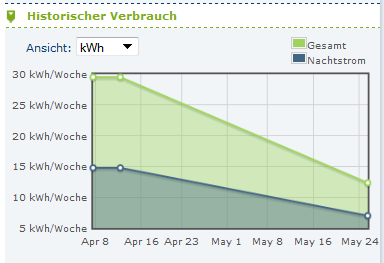 Historischer Verbrauch
Ansicht: kWh
Gesamt
Nachtstrom
30 kWh/Woche
25 kWh/Woche
20 kWh/Woche
15 kWh/Woche
10 kWh/Woche
5 kWh/Woche
Apr 8 Apr 16 Apr 23 May 1 May 8 May 16 May 24